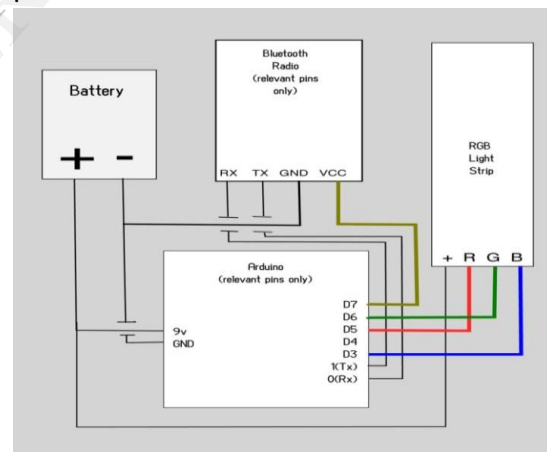 Battery
+ -
Bluetooth
Radio
(relevant pins
only)
RX TX GND VCC
RGB
Light
Strip
+ R G B
Arduino
(relevant pins only)
9v
GND
D7
D6
D5
D4
D3
1(Tx)
0(Rx)